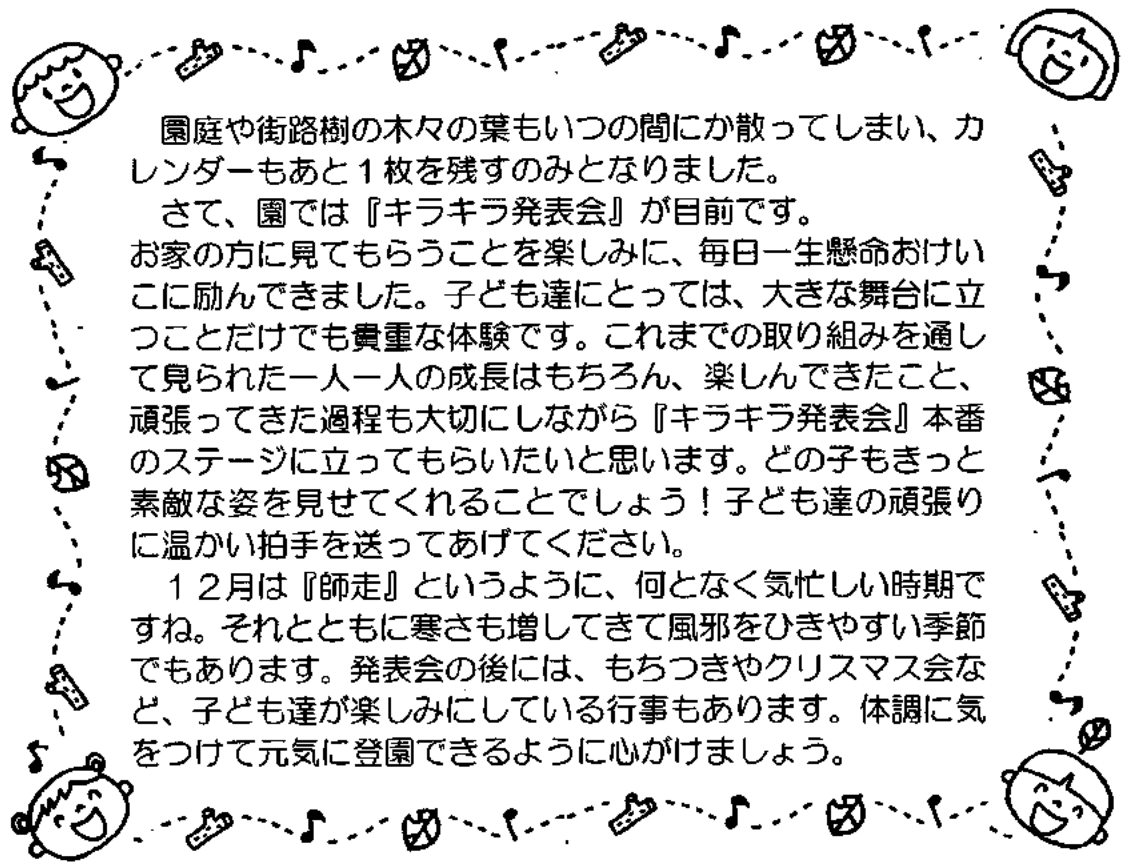 園庭や街路樹の木々の葉もいつの間にか散ってしまい、カ
レンダーもあと１枚を残すのみとなりました。
　さて、園では『キラキラ発表会』が目前です。
お家の方に見てもらうことを楽しみに、毎日一生懸命おけい
こに励んできました。子ども達にとっては、大きな舞台に立
つことだけでも貴重な体験です。これまでの取り組みを通し
て見られた一人一人の成長はもちろん、楽しんできたこと、
頑張ってきた過程も大切にしながら『キラキラ発表会』本番
のステージに立ってもらいたいと思います。どの子もきっと
素敵な姿を見せてくれることでしょう！子ども達の頑張り
に温かい拍手を送ってあげてください。
　１２月は『師走』というように、何となく気忙しい時期で
すね。それとともに寒さも増してきて風邪をひきやすい季節
でもあります。発表会の後には、もちつきやクリスマス会な
ど、子ども達が楽しみにしている行事もあります。体調に気
をつけて元気に登園できるように心がけましょう。